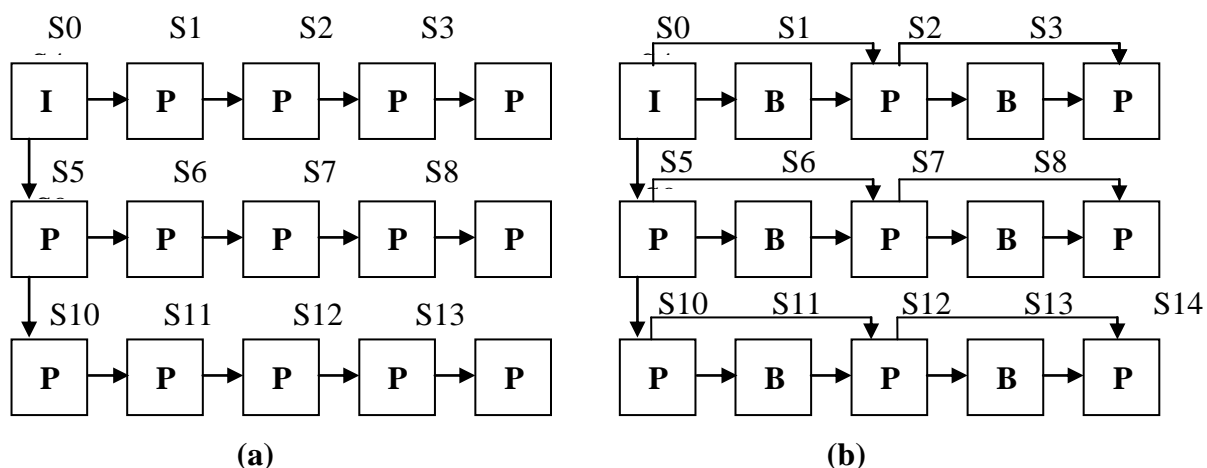 S0 S1 S2 S3
I P P P P
S5 S6 S7 S8
P P P P P
S10 S11 S12 S13
P P P P P
(a)
S0 S1 S2 S3
I B P B P
S5 S6 S7 S8
P B P B P
S10 S11 S12 S13 S14
P B P B P
(b)